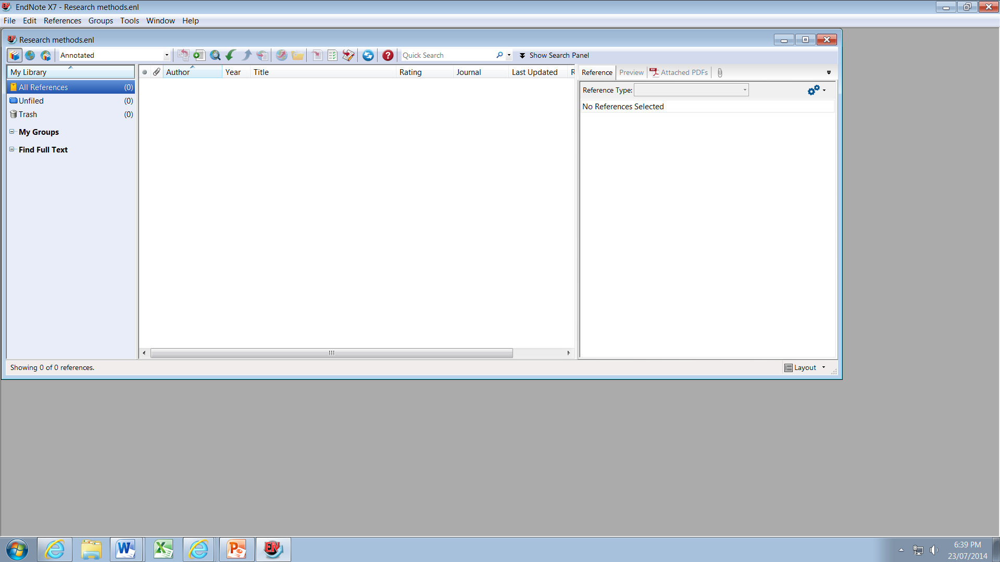 EndNote X7 - Research methods.enl
File Edit References Groups Tools Window Help
Research methods.enl
Annotated
Quick Search
Show Search Panel
My Library
All References (0)
Unfiled (0)
Trash (0)
My Groups
Find Full Text
Author Year Title Rating Journal Last Updated R
Reference Preview Attached PDFs
Reference Type:
No References Selected
Showing 0 of 0 references.
Layout
6:39 PM
23/07/2014